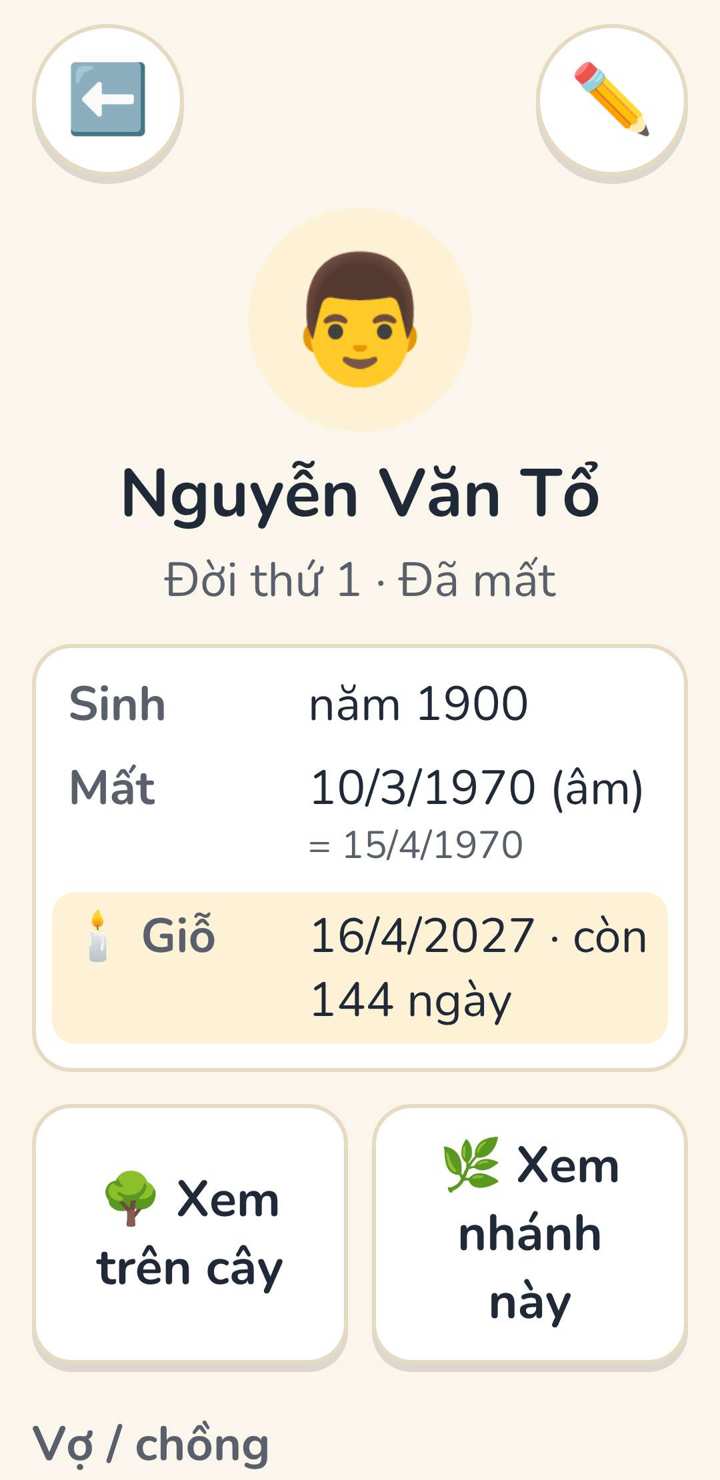 Nguyễn Văn Tổ
Đời thứ 1 · Đã mất
Sinh năm 1900
Mất 10/3/1970 (âm)
= 15/4/1970
Giỗ 16/4/2027 · còn
144 ngày
Xem
trên cây
Xem
nhánh
này
Vợ / chồng